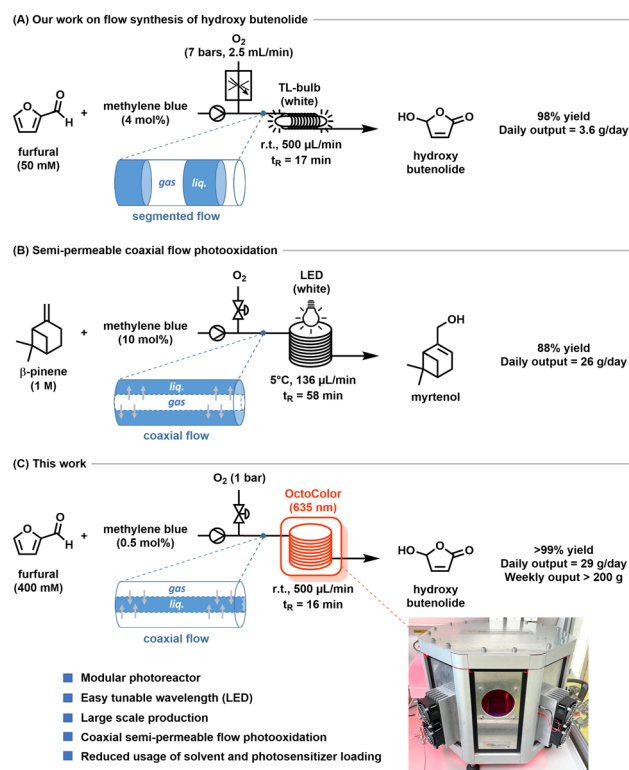 (A) Our work on flow synthesis of hydroxy butenolide
O2
(7 bars, 2.5 mL/min)
O
O
H
furfural
(50 mM)
+
methylene blue
(4 mol%)
TL-bulb
(white)
r.t., 500 µL/min
tR = 17 min
HO
O
O
hydroxy
butenolide
98% yield
Daily output = 3.6 g/day
gas
liq.
segmented flow
(B) Semi-permeable coaxial flow photooxidation
O2
β-pinene
(1 M)
+
methylene blue
(10 mol%)
LED
(white)
5°C, 136 µL/min
tR = 58 min
OH
myrtenol
88% yield
Daily output = 26 g/day
liq.
gas
coaxial flow
(C) This work
O2 (1 bar)
O
O
H
furfural
(400 mM)
+
methylene blue
(0.5 mol%)
OctoColor
(635 nm)
r.t., 500 µL/min
tR = 16 min
HO
O
O
hydroxy
butenolide
>99% yield
Daily output = 29 g/day
Weekly ouput > 200 g
gas
liq.
coaxial flow
Modular photoreactor
Easy tunable wavelength (LED)
Large scale production
Coaxial semi-permeable flow photooxidation
Reduced usage of solvent and photosensitizer loading